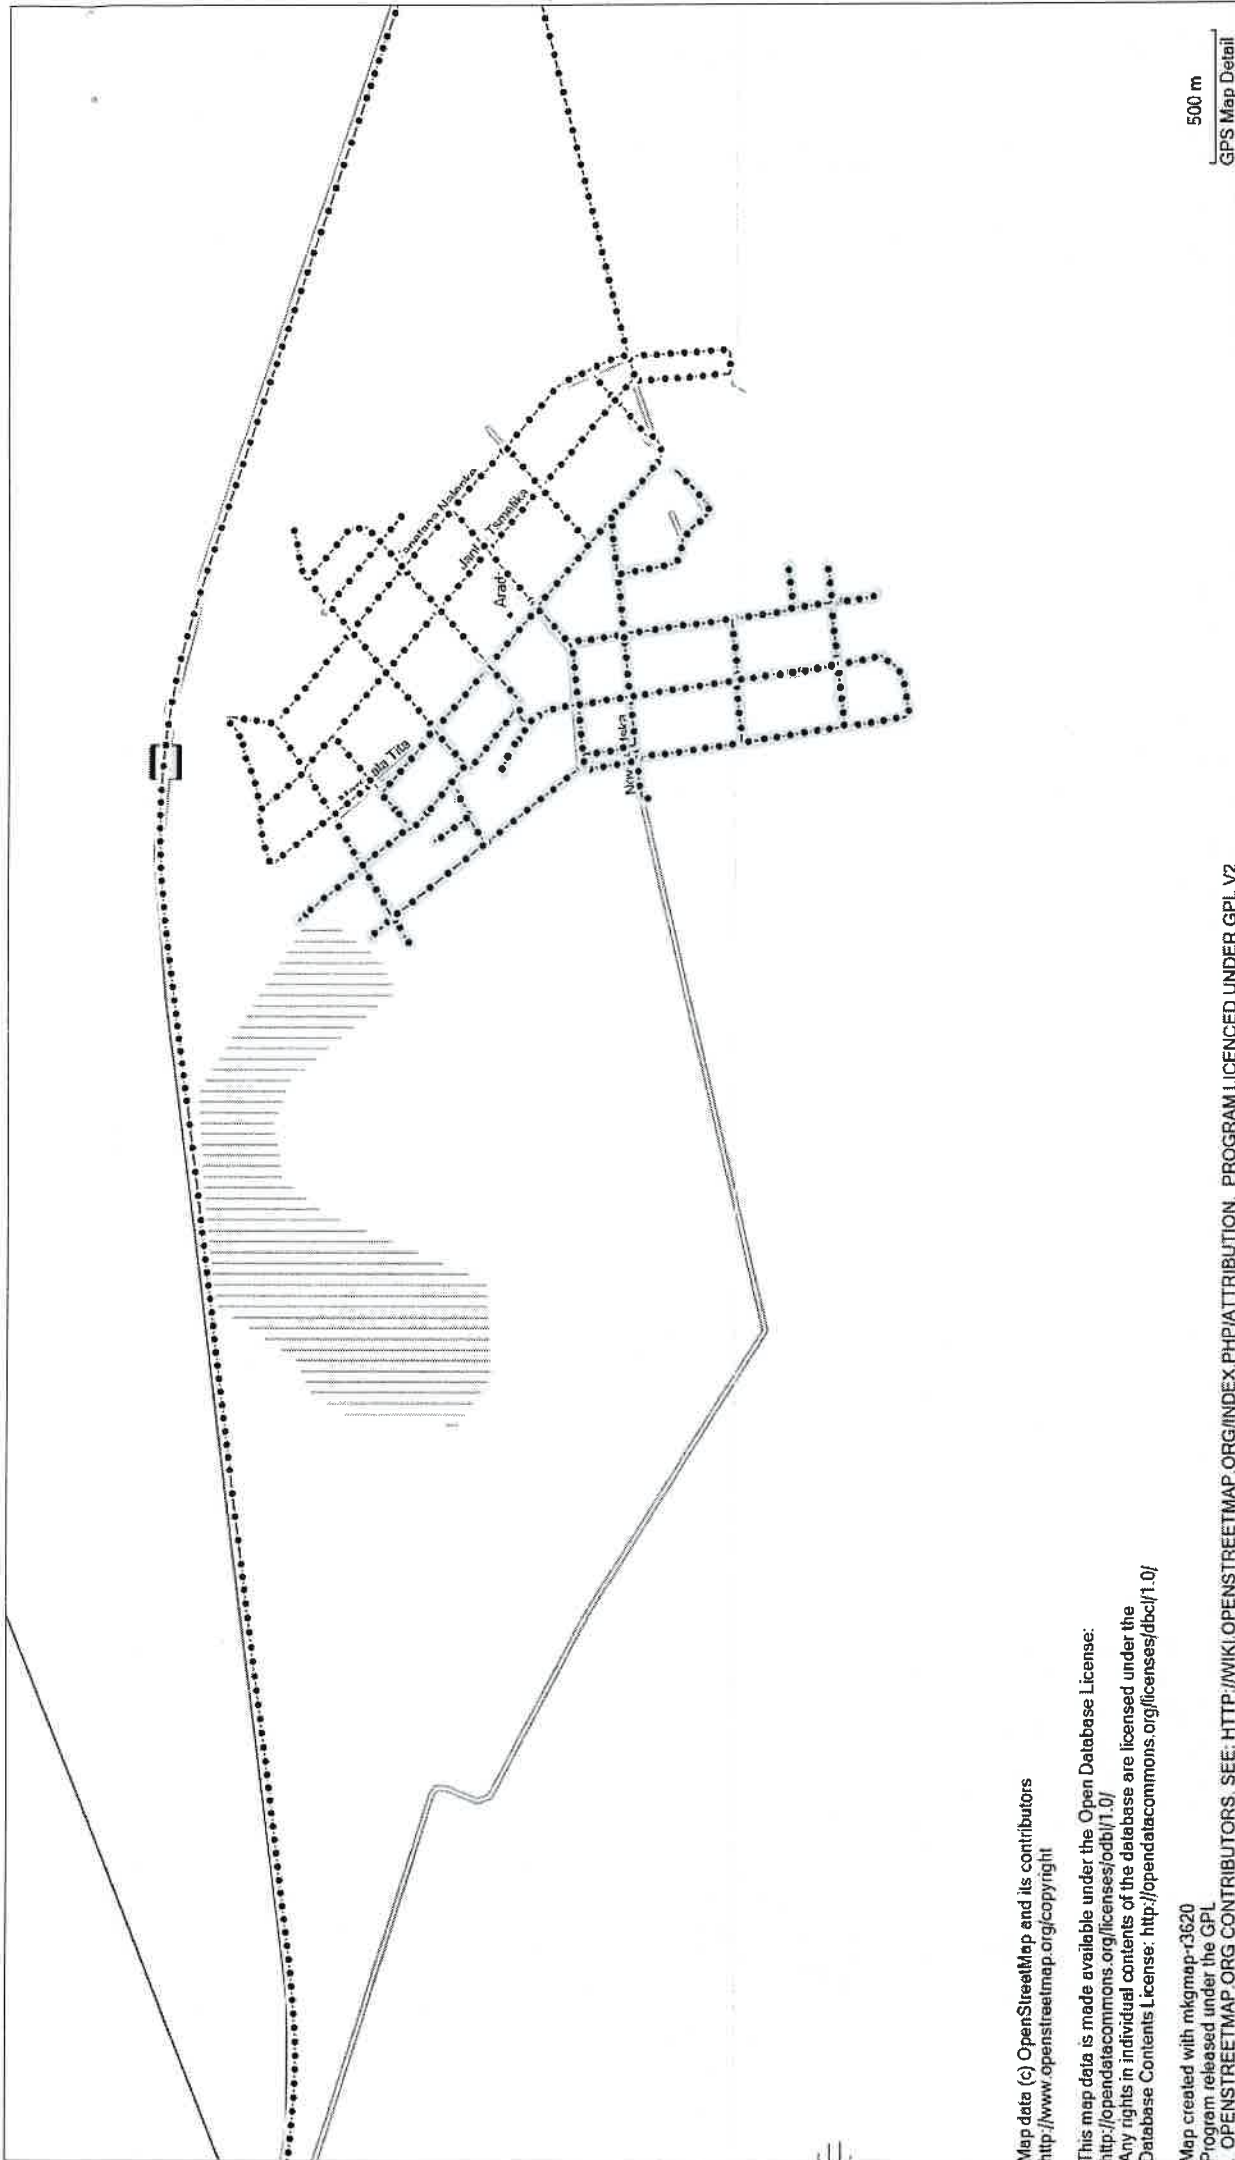 500 m
GPS Map Detail
Tsmelika
Arad
Tita
Map data (c) OpenStreetMap and its contributors
http://www.openstreetmap.org/copyright
This map data is made available under the Open Database License:
http://opendatacommons.org/licenses/odbl/1.0/
Any rights in individual contents of the database are licensed under the
Database Contents License: http://opendatacommons.org/licenses/dbcl/1.0/
Map created with mkgmap-r3620
Program released under the GPL
OPENSTREETMAP.ORG CONTRIBUTORS. SEE: HTTP://WIKI.OPENSTREETMAP.ORG/INDEX.PHP/ATTRIBUTION. PROGRAM LICENCED UNDER GPL V2